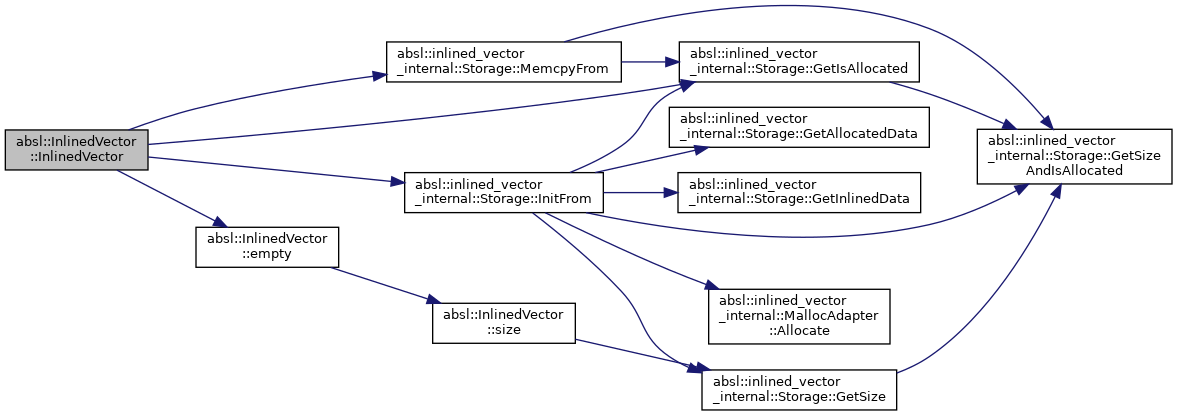 absl::InlinedVector
::InlinedVector
absl::inlined_vector
_internal::Storage::MemcpyFrom
absl::inlined_vector
_internal::Storage::GetIsAllocated
absl::inlined_vector
_internal::Storage::GetAllocatedData
absl::inlined_vector
_internal::Storage::GetSize
AndIsAllocated
absl::inlined_vector
_internal::Storage::InitFrom
absl::inlined_vector
_internal::Storage::GetInlinedData
absl::InlinedVector
::empty
absl::InlinedVector
::size
absl::inlined_vector
_internal::MallocAdapter
::Allocate
absl::inlined_vector
_internal::Storage::GetSize